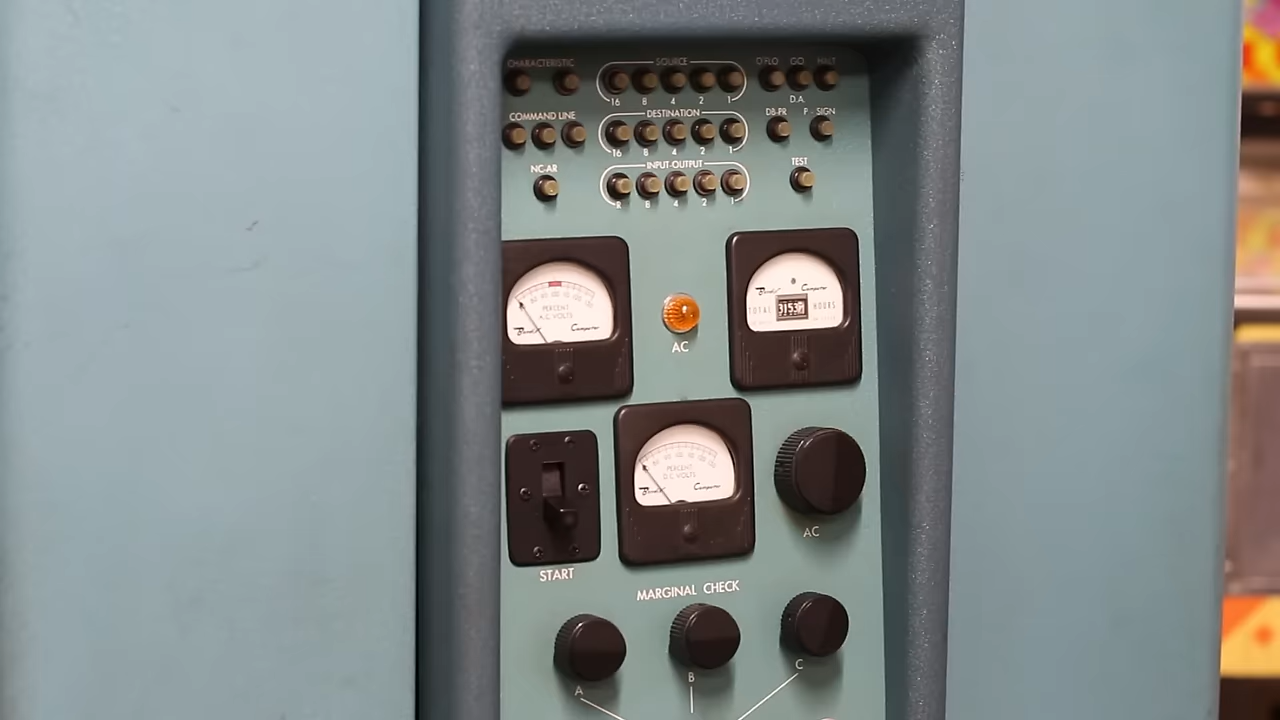 CHARACTERISTIC
SOURCE
O'FLO GO HALT
16 8 4 2 1
D.A.
COMMAND LINE
DESTINATION
DB-PR P - SIGN
16 8 4 2 1
NC-AR
INPUT-OUTPUT
TEST
R 8 4 2 1
PERCENT
A.C. VOLTS
Bendix Computer
AC
Bendix Computer
TOTAL HOURS
PERCENT
D.C. VOLTS
Bendix Computer
AC
START
MARGINAL CHECK
A
B
C